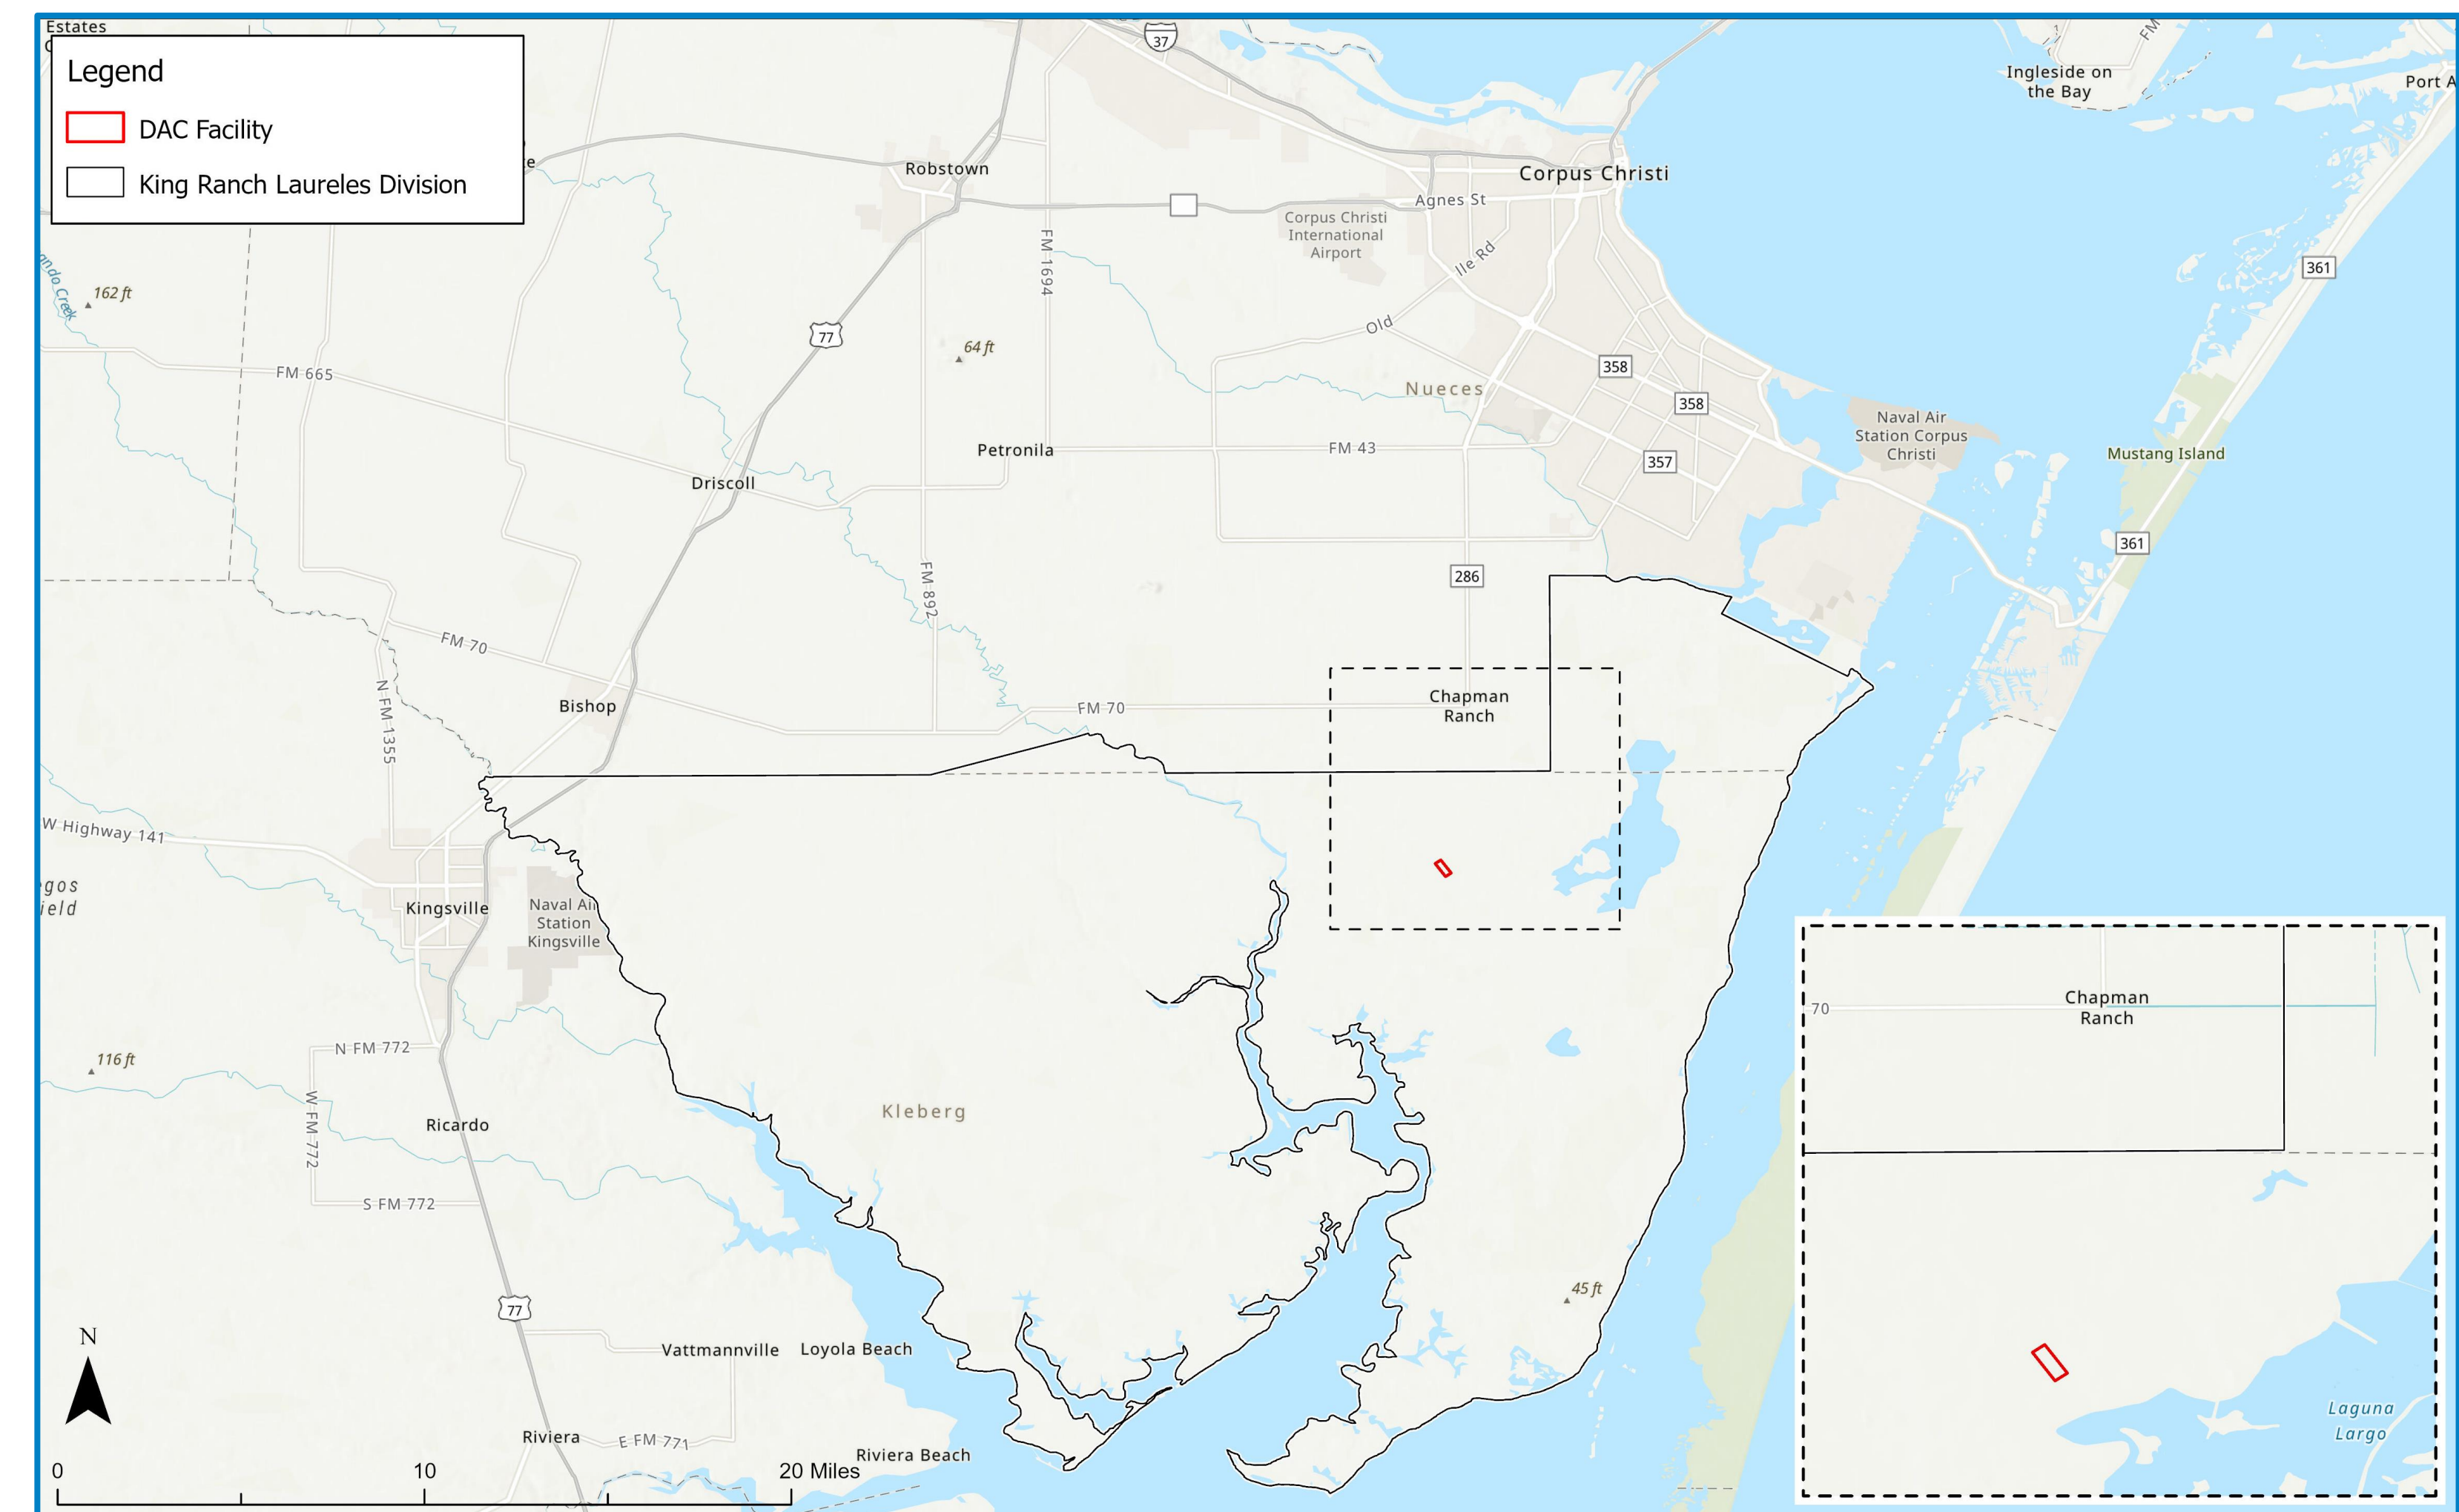 Estates
Legend
DAC Facility
King Ranch Laureles Division
37
Ingleside on
the Bay
FM
Port A
Robstown
Corpus Christi
Agnes St
Corpus Christi
International
Airport
lle Rd
FM 1694
361
162 ft
77
64 ft
Old
FM 665
358
Nueces
358
Naval Air
Station Corpus
Christi
Mustang Island
Petronila
FM 43
357
Driscoll
361
286
FM 892
FM 70
N FM 1355
Bishop
FM 70
Chapman
Ranch
W Highway 141
Kingsville
Naval Air
Station
Kingsville
Chapman
Ranch
70
116 ft
N FM 772
W FM 772
Ricardo
Kleberg
S FM 772
45 ft
77
N
Vattmannville
Loyola Beach
Laguna
Largo
Riviera
E FM 771
Riviera Beach
0
10
20 Miles